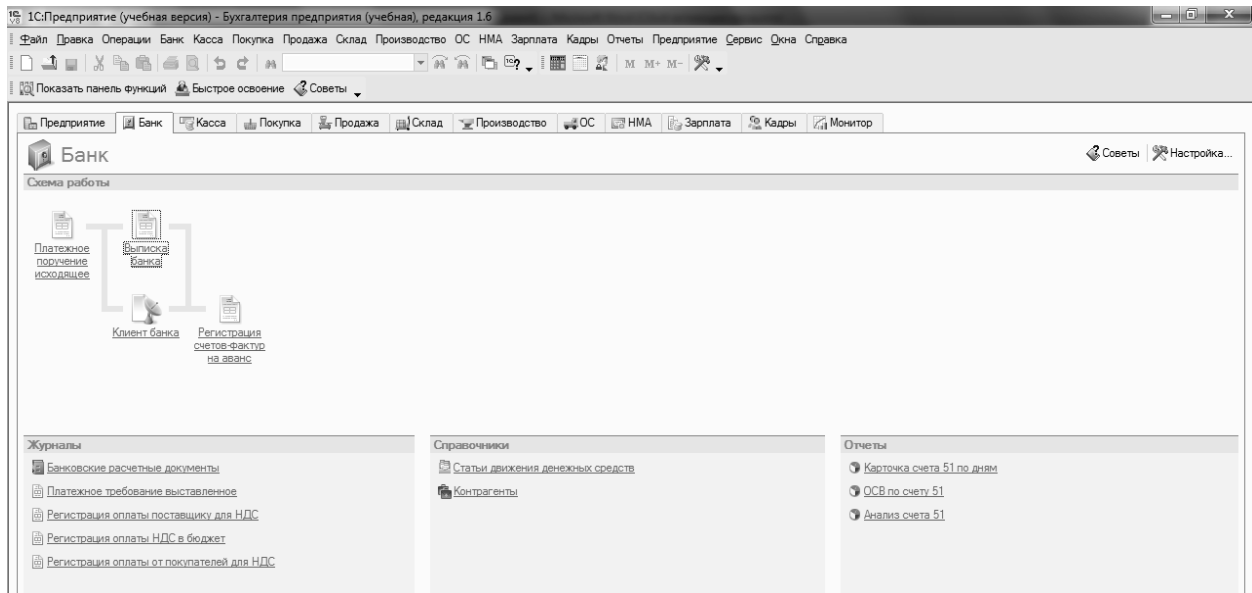 1С:Предприятие (учебная версия) - Бухгалтерия предприятия (учебная), редакция 1.6
Файл Правка Операции Банк Касса Покупка Продажа Склад Производство ОС НМА Зарплата Кадры Отчеты Предприятие Сервис Окна Справка
M M+ M-
Показать панель функций Быстрое освоение Советы
Предприятие Банк Касса Покупка Продажа Склад Производство ОС НМА Зарплата Кадры Монитор
Банк Советы Настройка...
Схема работы
Платежное
поручение
исходящее
Выписка
банка
Клиент банка
Регистрация
счетов-фактур
на аванс
Журналы
Банковские расчетные документы
Платежное требование выставленное
Регистрация оплаты поставщику для НДС
Регистрация оплаты НДС в бюджет
Регистрация оплаты от покупателей для НДС
Справочники
Статьи движения денежных средств
Контрагенты
Отчеты
Карточка счета 51 по дням
ОСВ по счету 51
Анализ счета 51